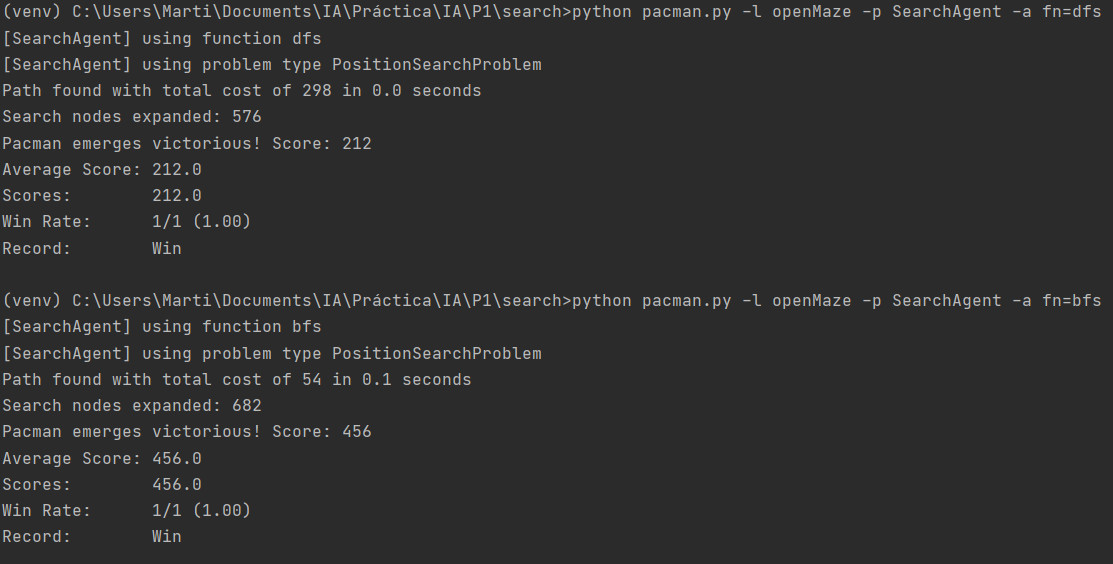 (venv) C:\Users\Marti\Documents\IA\Práctica\IA\P1\search>python pacman.py -l openMaze -p SearchAgent -a fn=dfs
[SearchAgent] using function dfs
[SearchAgent] using problem type PositionSearchProblem
Path found with total cost of 298 in 0.0 seconds
Search nodes expanded: 576
Pacman emerges victorious! Score: 212
Average Score: 212.0
Scores:        212.0
Win Rate:      1/1 (1.00)
Record:        Win

(venv) C:\Users\Marti\Documents\IA\Práctica\IA\P1\search>python pacman.py -l openMaze -p SearchAgent -a fn=bfs
[SearchAgent] using function bfs
[SearchAgent] using problem type PositionSearchProblem
Path found with total cost of 54 in 0.1 seconds
Search nodes expanded: 682
Pacman emerges victorious! Score: 456
Average Score: 456.0
Scores:        456.0
Win Rate:      1/1 (1.00)
Record:        Win